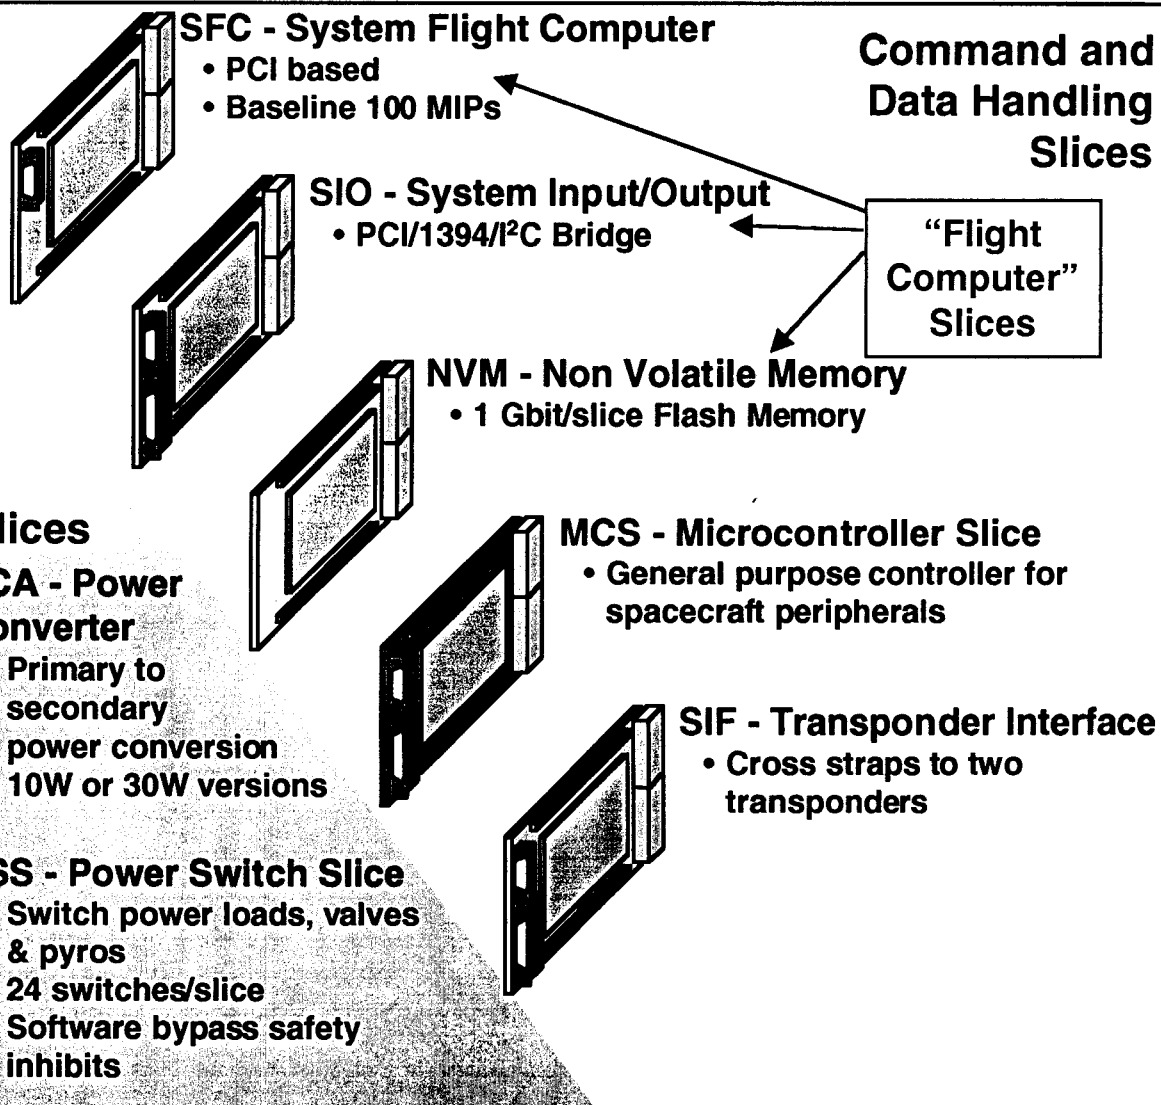 SFC - System Flight Computer
• PCI based
• Baseline 100 MIPs
Command and
Data Handling
Slices
SIO - System Input/Output
• PCI/1394/I²C Bridge
“Flight
Computer”
Slices
NVM - Non Volatile Memory
• 1 Gbit/slice Flash Memory
MCS - Microcontroller Slice
• General purpose controller for
spacecraft peripherals
SIF - Transponder Interface
• Cross straps to two
transponders
lices
CA - Power
onverter
Primary to
secondary
power conversion
10W or 30W versions
SS - Power Switch Slice
Switch power loads, valves
& pyros
24 switches/slice
Software bypass safety
inhibits